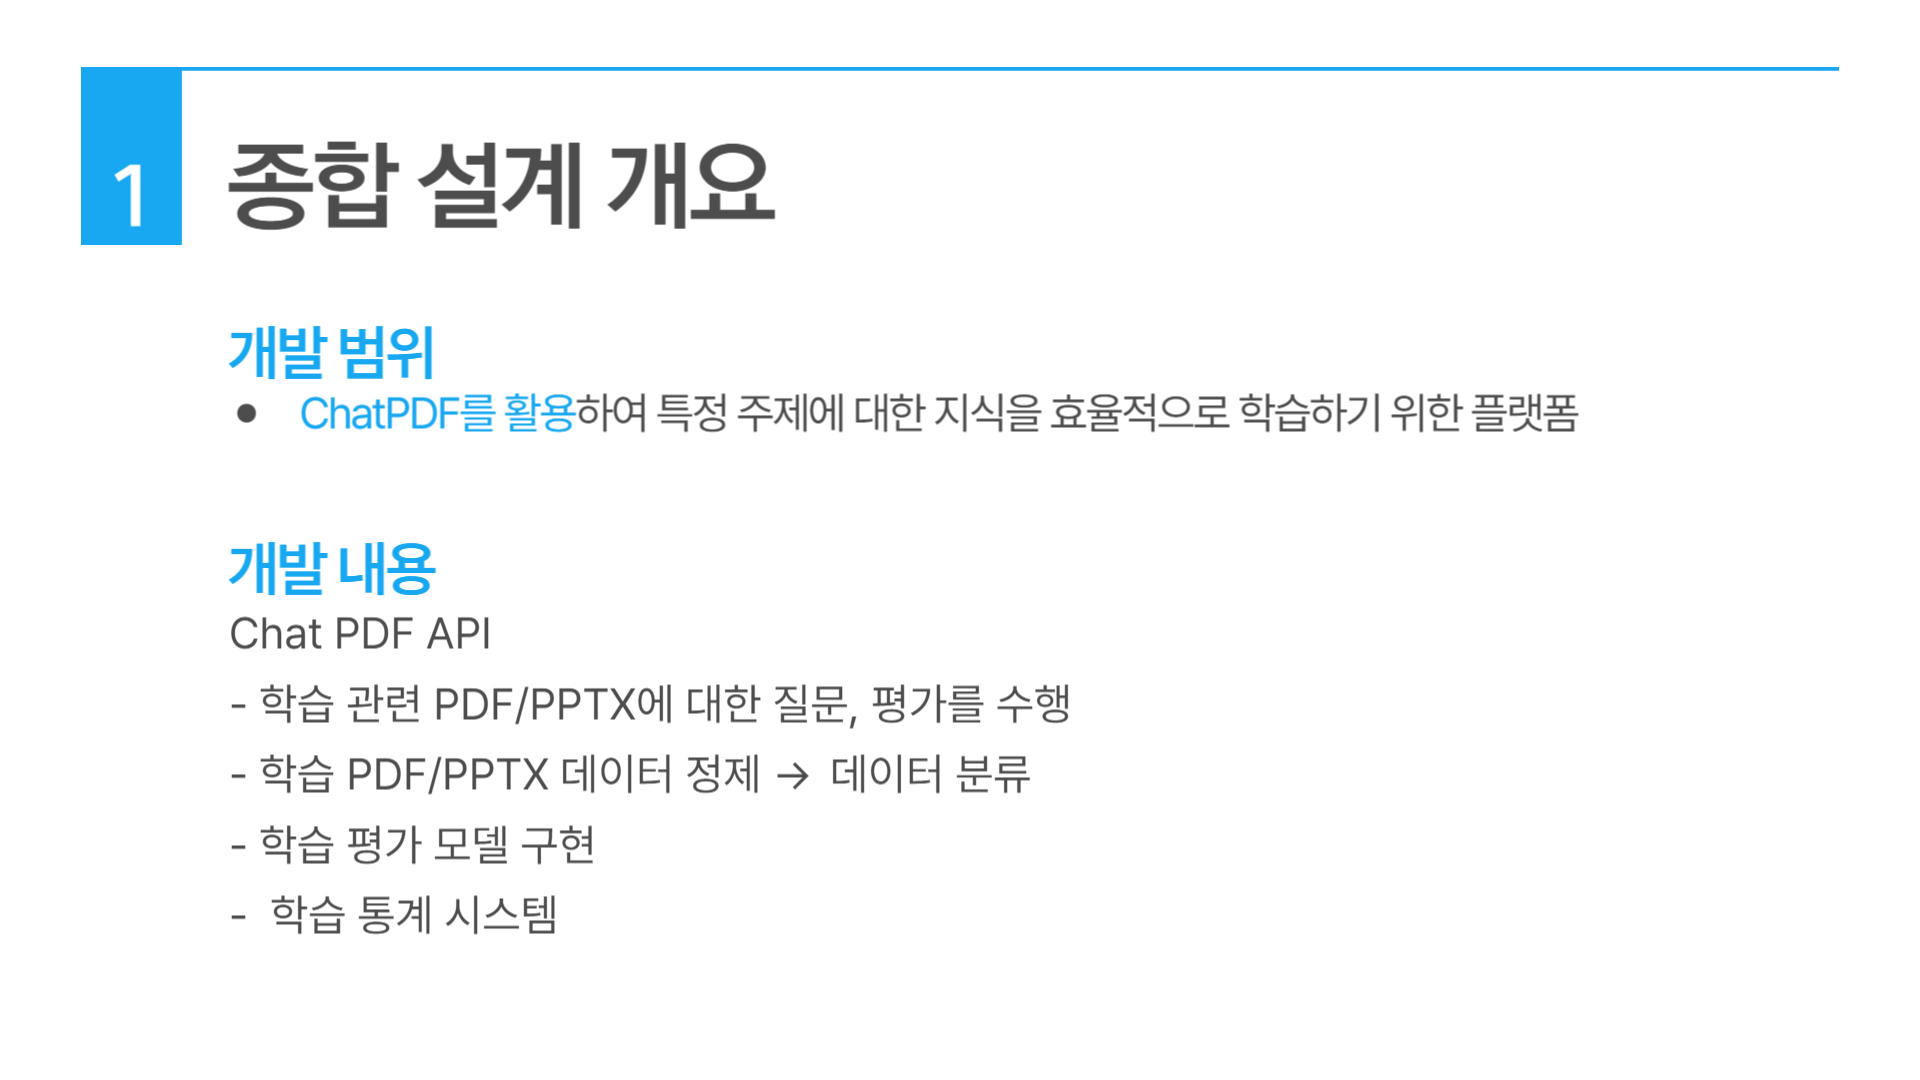 1
종합 설계 개요
개발 범위
● ChatPDF를 활용하여 특정 주제에 대한 지식을 효율적으로 학습하기 위한 플랫폼
개발 내용
Chat PDF API
- 학습 관련 PDF/PPTX에 대한 질문, 평가를 수행
- 학습 PDF/PPTX 데이터 정제 → 데이터 분류
- 학습 평가 모델 구현
- 학습 통계 시스템